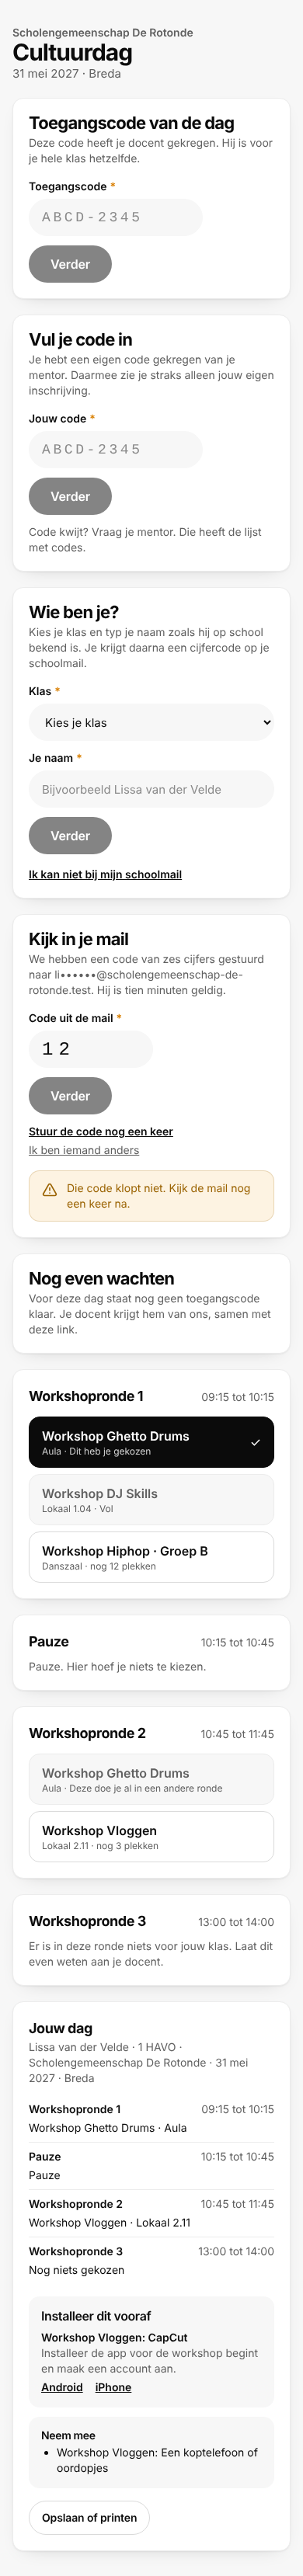 Scholengemeenschap De Rotonde
Cultuurdag
31 mei 2027 · Breda
Toegangscode van de dag
Deze code heeft je docent gekregen. Hij is voor
je hele klas hetzelfde.
Toegangscode *
ABCD-2345
Verder
Vul je code in
Je hebt een eigen code gekregen van je
mentor. Daarmee zie je straks alleen jouw eigen
inschrijving.
Jouw code *
ABCD-2345
Verder
Code kwijt? Vraag je mentor. Die heeft de lijst
met codes.
Wie ben je?
Kies je klas en typ je naam zoals hij op school
bekend is. Je krijgt daarna een cijfercode op je
schoolmail.
Klas *
Kies je klas
Je naam *
Bijvoorbeeld Lissa van der Velde
Verder
Ik kan niet bij mijn schoolmail
Kijk in je mail
We hebben een code van zes cijfers gestuurd
naar li••••••@scholengemeenschap-de-
rotonde.test. Hij is tien minuten geldig.
Code uit de mail *
12
Verder
Stuur de code nog een keer
Ik ben iemand anders
Die code klopt niet. Kijk de mail nog
een keer na.
Nog even wachten
Voor deze dag staat nog geen toegangscode
klaar. Je docent krijgt hem van ons, samen met
deze link.
Workshopronde 1 09:15 tot 10:15
Workshop Ghetto Drums
Aula · Dit heb je gekozen
Workshop DJ Skills
Lokaal 1.04 · Vol
Workshop Hiphop · Groep B
Danszaal · nog 12 plekken
Pauze 10:15 tot 10:45
Pauze. Hier hoef je niets te kiezen.
Workshopronde 2 10:45 tot 11:45
Workshop Ghetto Drums
Aula · Deze doe je al in een andere ronde
Workshop Vloggen
Lokaal 2.11 · nog 3 plekken
Workshopronde 3 13:00 tot 14:00
Er is in deze ronde niets voor jouw klas. Laat dit
even weten aan je docent.
Jouw dag
Lissa van der Velde · 1 HAVO ·
Scholengemeenschap De Rotonde · 31 mei
2027 · Breda
Workshopronde 1 09:15 tot 10:15
Workshop Ghetto Drums · Aula
Pauze 10:15 tot 10:45
Pauze
Workshopronde 2 10:45 tot 11:45
Workshop Vloggen · Lokaal 2.11
Workshopronde 3 13:00 tot 14:00
Nog niets gekozen
Installeer dit vooraf
Workshop Vloggen: CapCut
Installeer de app voor de workshop begint
en maak een account aan.
Android iPhone
Neem mee
• Workshop Vloggen: Een koptelefoon of
oordopjes
Opslaan of printen